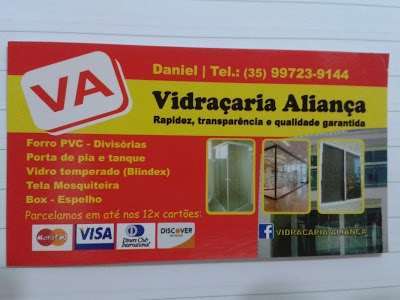 VA
Daniel | Tel.: (35) 99723-9144
Vidraçaria Aliança
Rapidez, transparência e qualidade garantida
Forro PVC - Divisórias
Porta de pia e tanque
Vidro temperado (Blindex)
Tela Mosquiteira
Box - Espelho
Parcelamos em até nos 12x cartões:
MasterCard
VISA
Diners Club
International
DISCOVER
f VIDRAÇARIA ALIANÇA